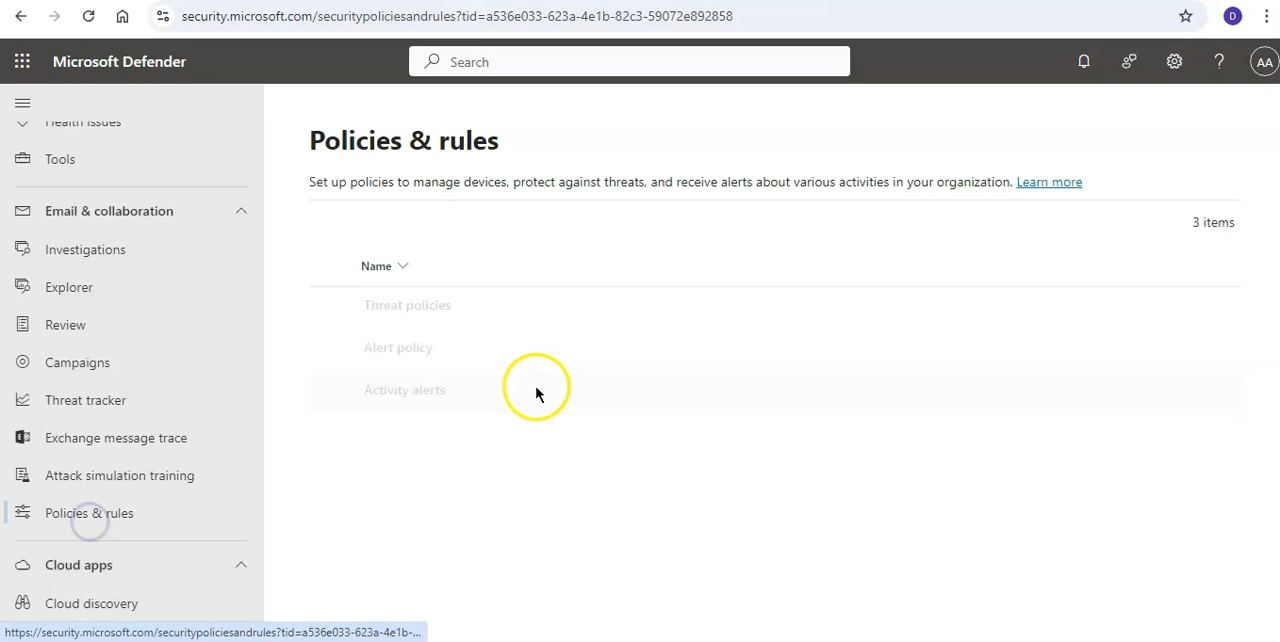 security.microsoft.com/securitypoliciesandrules?tid=a536e033-623a-4e1b-82c3-59072e892858
D
Microsoft Defender
Search
?
AA
Health issues
Tools
Email & collaboration
Investigations
Explorer
Review
Campaigns
Threat tracker
Exchange message trace
Attack simulation training
Policies & rules
Cloud apps
Cloud discovery
Policies & rules
Set up policies to manage devices, protect against threats, and receive alerts about various activities in your organization. Learn more
3 items
Name
Threat policies
Alert policy
Activity alerts
https://security.microsoft.com/securitypoliciesandrules?tid=a536e033-623a-4e1b-...